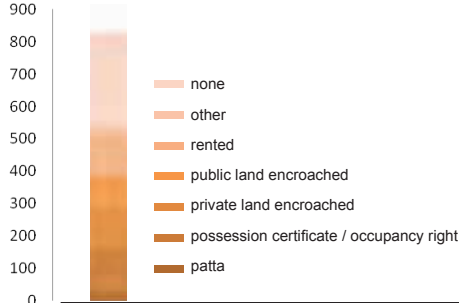 900
800
700
600
500
400
300
200
100
0
none
other
rented
public land encroached
private land encroached
possession certificate / occupancy right
patta